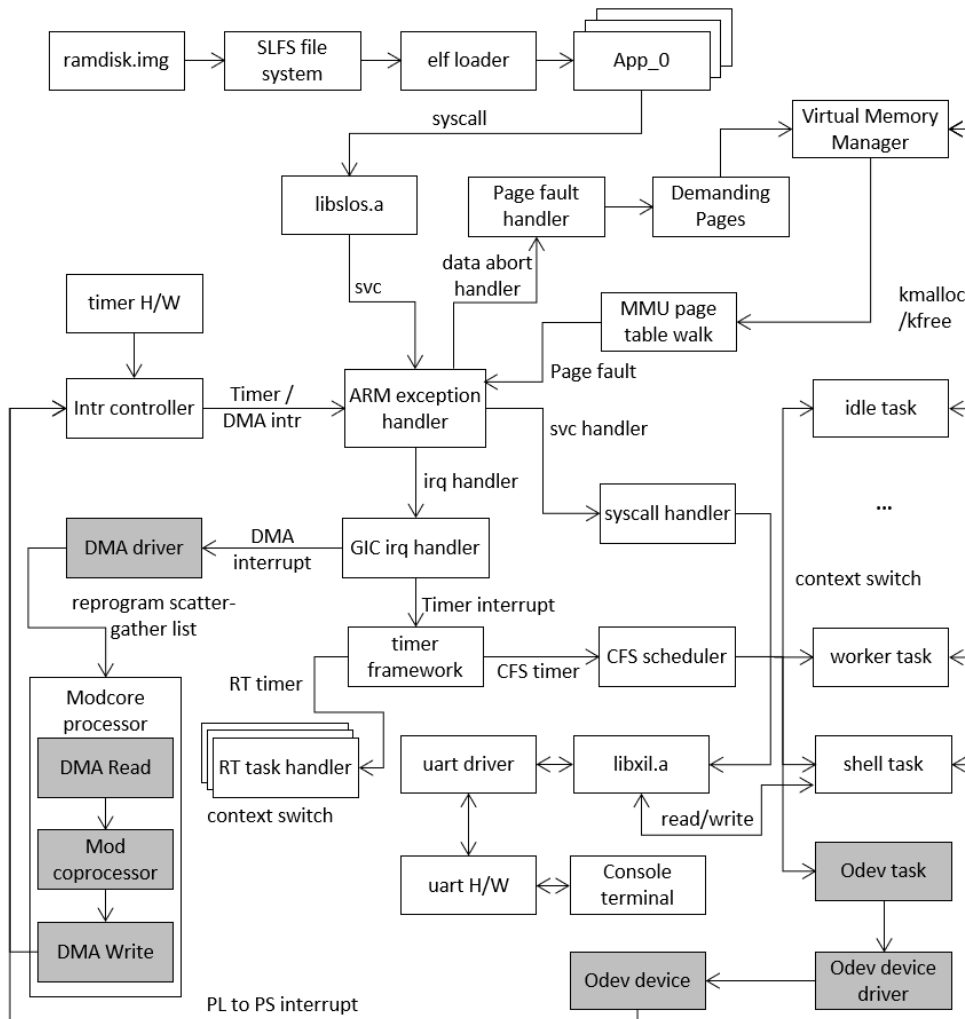 ramdisk.img
SLFS file
system
elf loader
App_0
syscall
Virtual Memory
Manager
libslos.a
Page fault
handler
Demanding
Pages
data abort
handler
svc
timer H/W
MMU page
table walk
kmalloc
/kfree
Page fault
Intr controller
Timer /
DMA intr
ARM exception
handler
svc handler
idle task
irq handler
syscall handler
...
DMA driver
DMA
interrupt
GIC irq handler
context switch
reprogram scatter-
gather list
Timer interrupt
timer
framework
CFS timer
CFS scheduler
worker task
RT timer
Modcore
processor
DMA Read
RT task handler
context switch
uart driver
libxil.a
shell task
read/write
Mod
coprocessor
uart H/W
Console
terminal
Odev task
DMA Write
Odev device
Odev device
driver
PL to PS interrupt